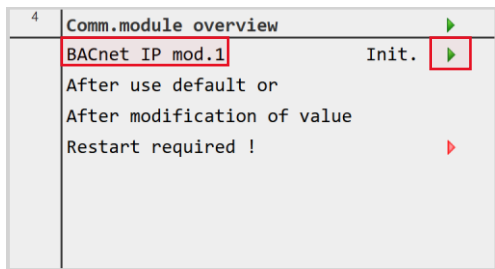 4
Comm.module overview
BACnet IP mod.1 Init.
After use default or
After modification of value
Restart required !